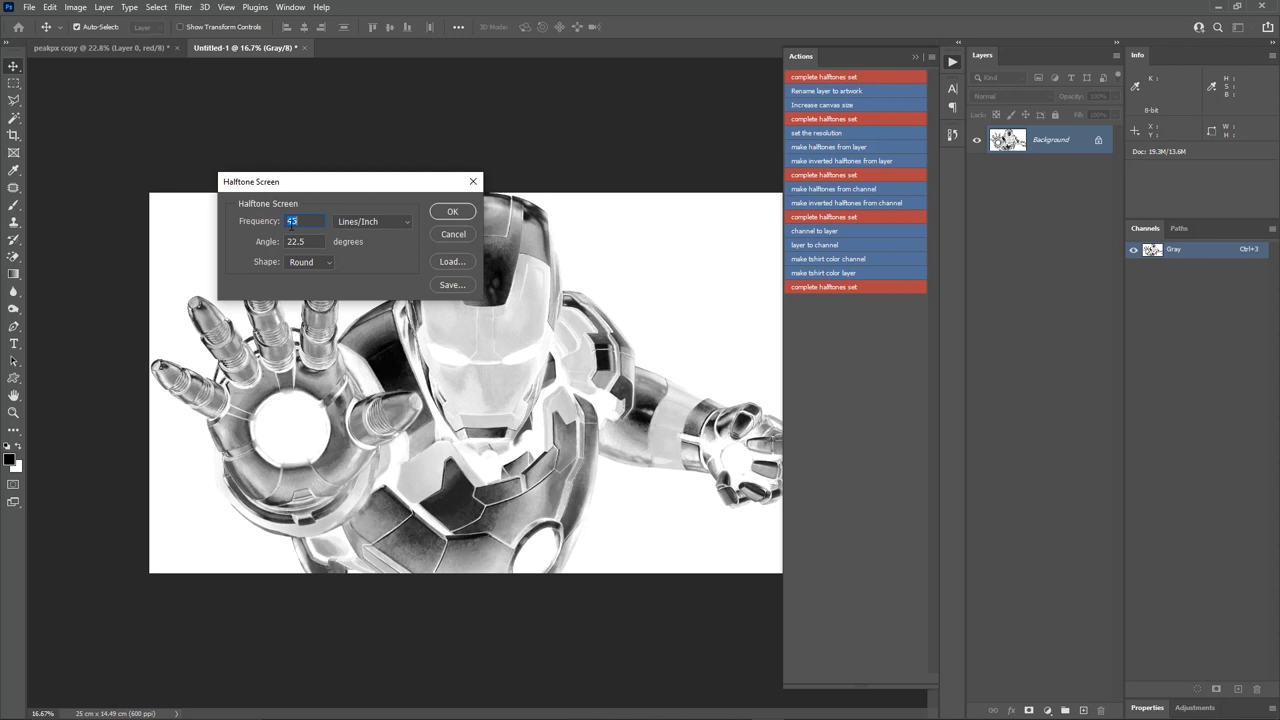 Ps File Edit Image Layer Type Select Filter 3D View Plugins Window Help
Auto-Select: Layer Show Transform Controls 3D Mode:
peakpx copy @ 22.8% (Layer 0, red/8) * × Untitled-1 @ 16.7% (Gray/8) * ×
Actions
complete halftones set
Rename layer to artwork
Increase canvas size
complete halftones set
set the resolution
make halftones from layer
make inverted halftones from layer
complete halftones set
make halftones from channel
make inverted halftones from channel
complete halftones set
channel to layer
layer to channel
make tshirt color channel
make tshirt color layer
complete halftones set
Halftone Screen
Halftone Screen
Frequency: 45 Lines/Inch
Angle: 22.5 degrees
Shape: Round
OK
Cancel
Load...
Save...
Layers
Kind
Normal Opacity: 100%
Lock: Fill: 100%
Background
Info
K: H:
S:
B:
8-bit
X: W:
Y: H:
Doc: 19.3M/13.6M
Channels Paths
Gray Ctrl+3
Properties Adjustments
16.67% 25 cm x 14.49 cm (600 ppi)